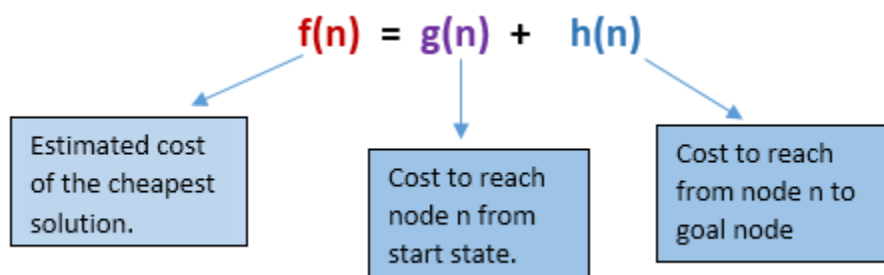 f(n) = g(n) + h(n)
Estimated cost
of the cheapest
solution.
Cost to reach
node n from
start state.
Cost to reach
from node n to
goal node